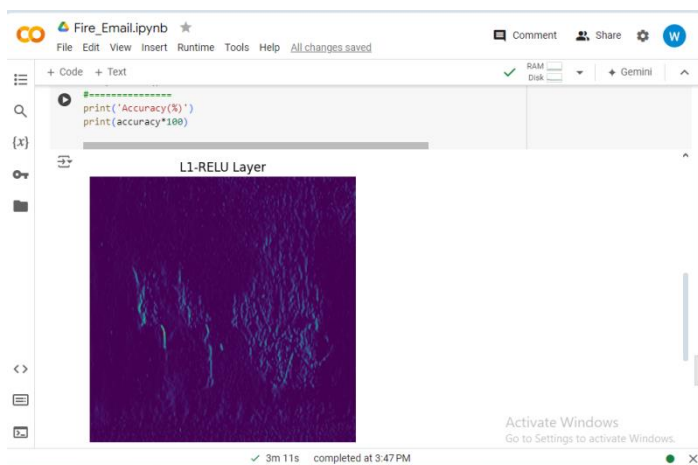 Fire_Email.ipynb
Comment
Share
W
File Edit View Insert Runtime Tools Help All changes saved
+ Code + Text
RAM
Disk
Gemini
#===============
print('Accuracy(%)')
print(accuracy*100)
{x}
L1-RELU Layer
Activate Windows
Go to Settings to activate Windows.
3m 11s completed at 3:47 PM